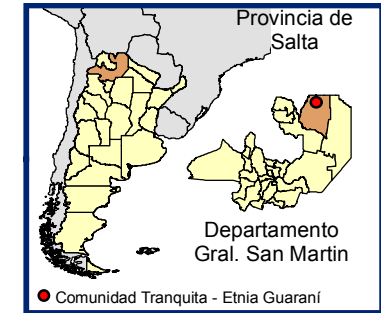 Provincia de
Salta
Departamento
Gral. San Martin
Comunidad Tranquita - Etnia Guaraní